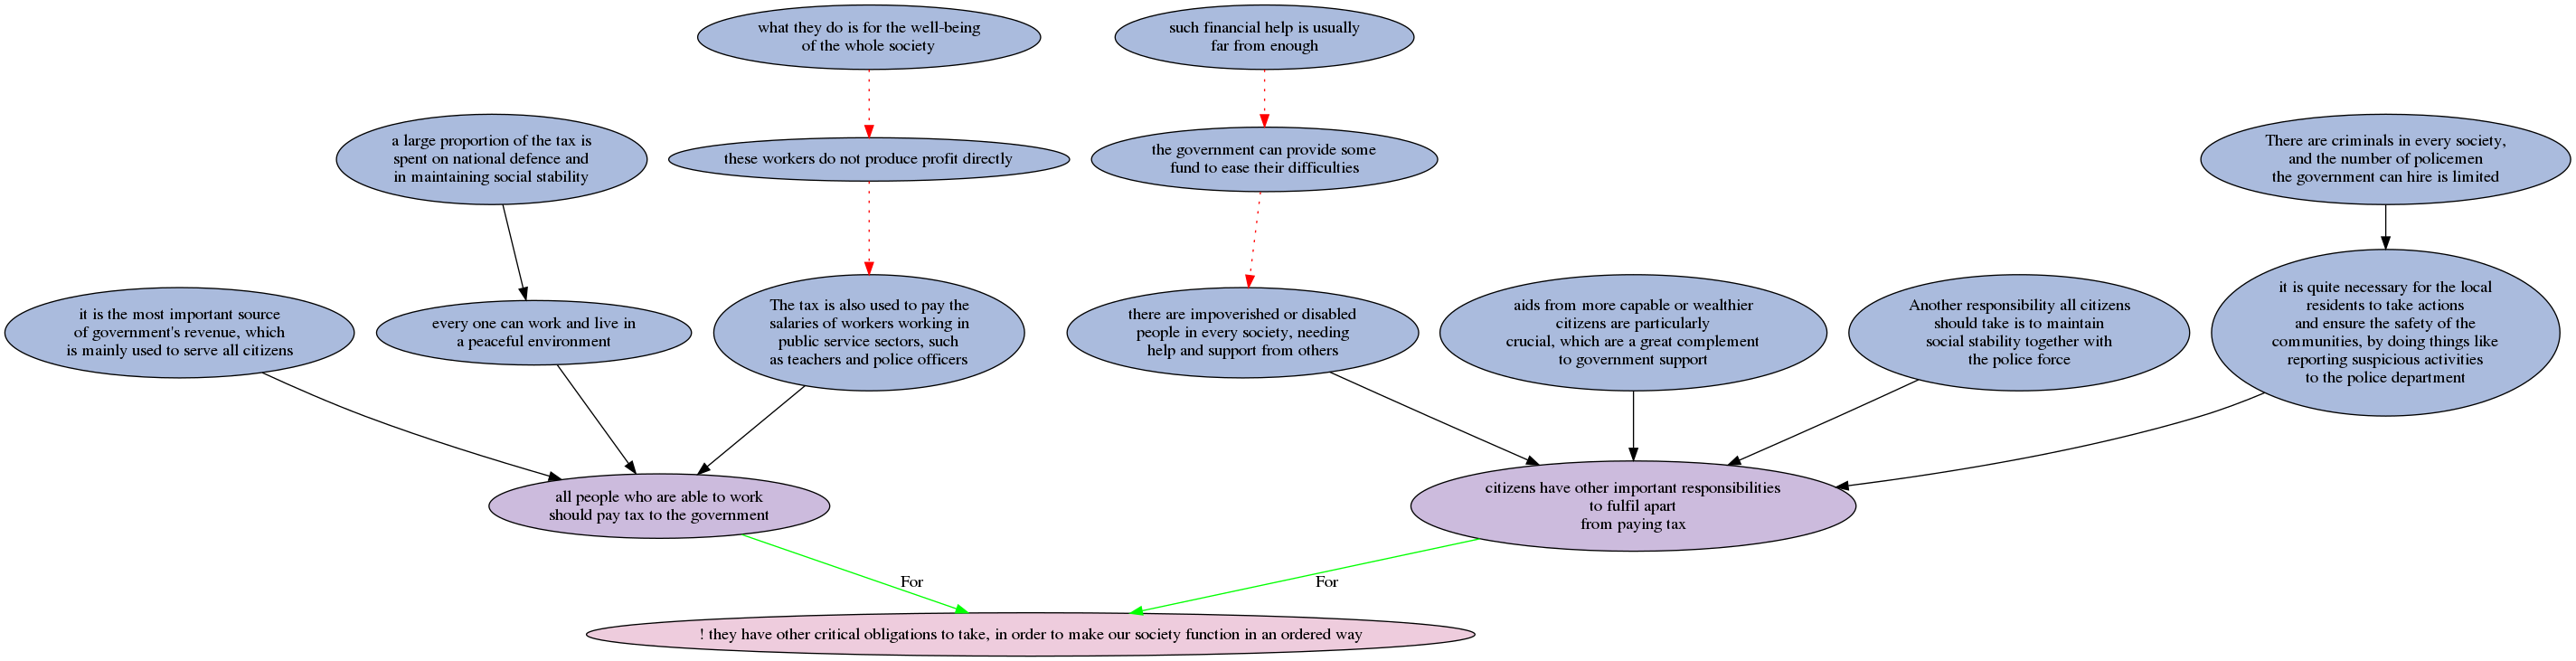 what they do is for the well-being
of the whole society
such financial help is usually
far from enough
a large proportion of the tax is
spent on national defence and
in maintaining social stability
these workers do not produce profit directly
the government can provide some
fund to ease their difficulties
There are criminals in every society,
and the number of policemen
the government can hire is limited
it is the most important source
of government's revenue, which
is mainly used to serve all citizens
every one can work and live in
a peaceful environment
The tax is also used to pay the
salaries of workers working in
public service sectors, such
as teachers and police officers
there are impoverished or disabled
people in every society, needing
help and support from others
aids from more capable or wealthier
citizens are particularly
crucial, which are a great complement
to government support
Another responsibility all citizens
should take is to maintain
social stability together with
the police force
it is quite necessary for the local
residents to take actions
and ensure the safety of the
communities, by doing things like
reporting suspicious activities
to the police department
all people who are able to work
should pay tax to the government
citizens have other important responsibilities
to fulfil apart
from paying tax
For
For
! they have other critical obligations to take, in order to make our society function in an ordered way